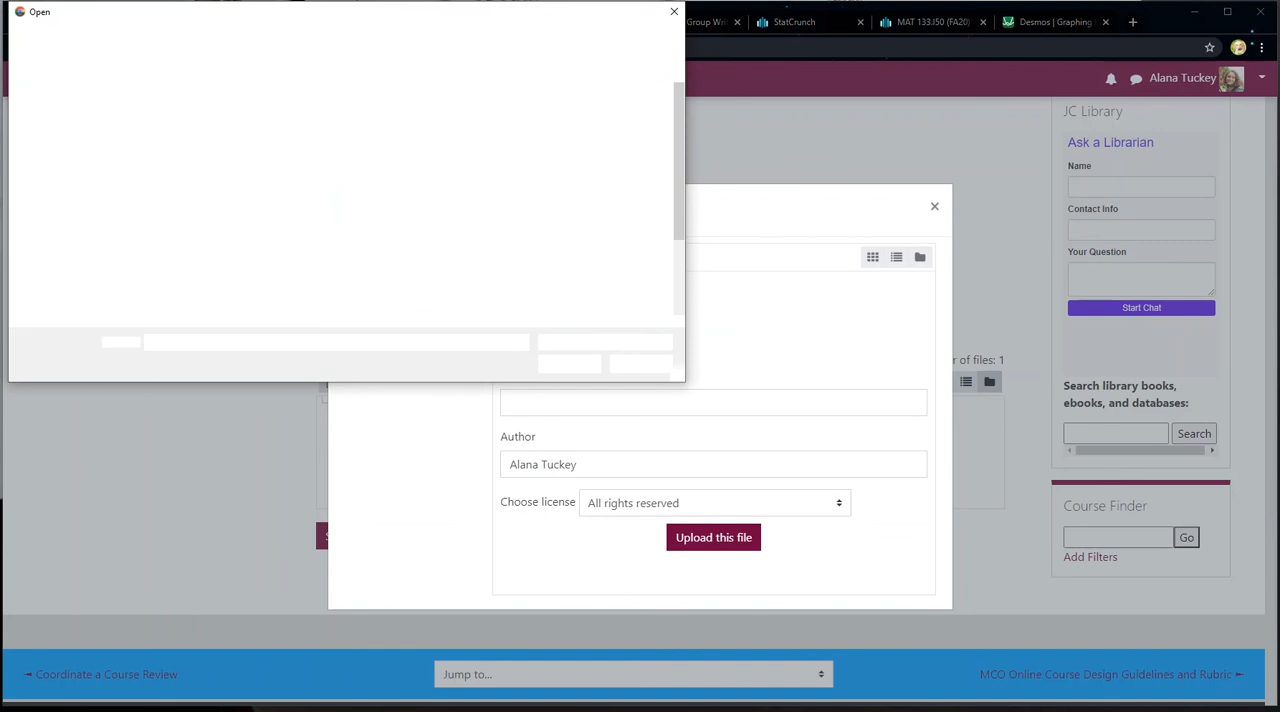 Open
Group Wri
StatCrunch
MAT 133.I50 (FA20)
Desmos | Graphing
Alana Tuckey
JC Library
Ask a Librarian
Name
Contact Info
Your Question
Start Chat
r of files: 1
Search library books,
ebooks, and databases:
Search
Author
Alana Tuckey
Choose license
All rights reserved
Upload this file
Course Finder
Go
Add Filters
◄ Coordinate a Course Review
Jump to...
MCO Online Course Design Guidelines and Rubric ►